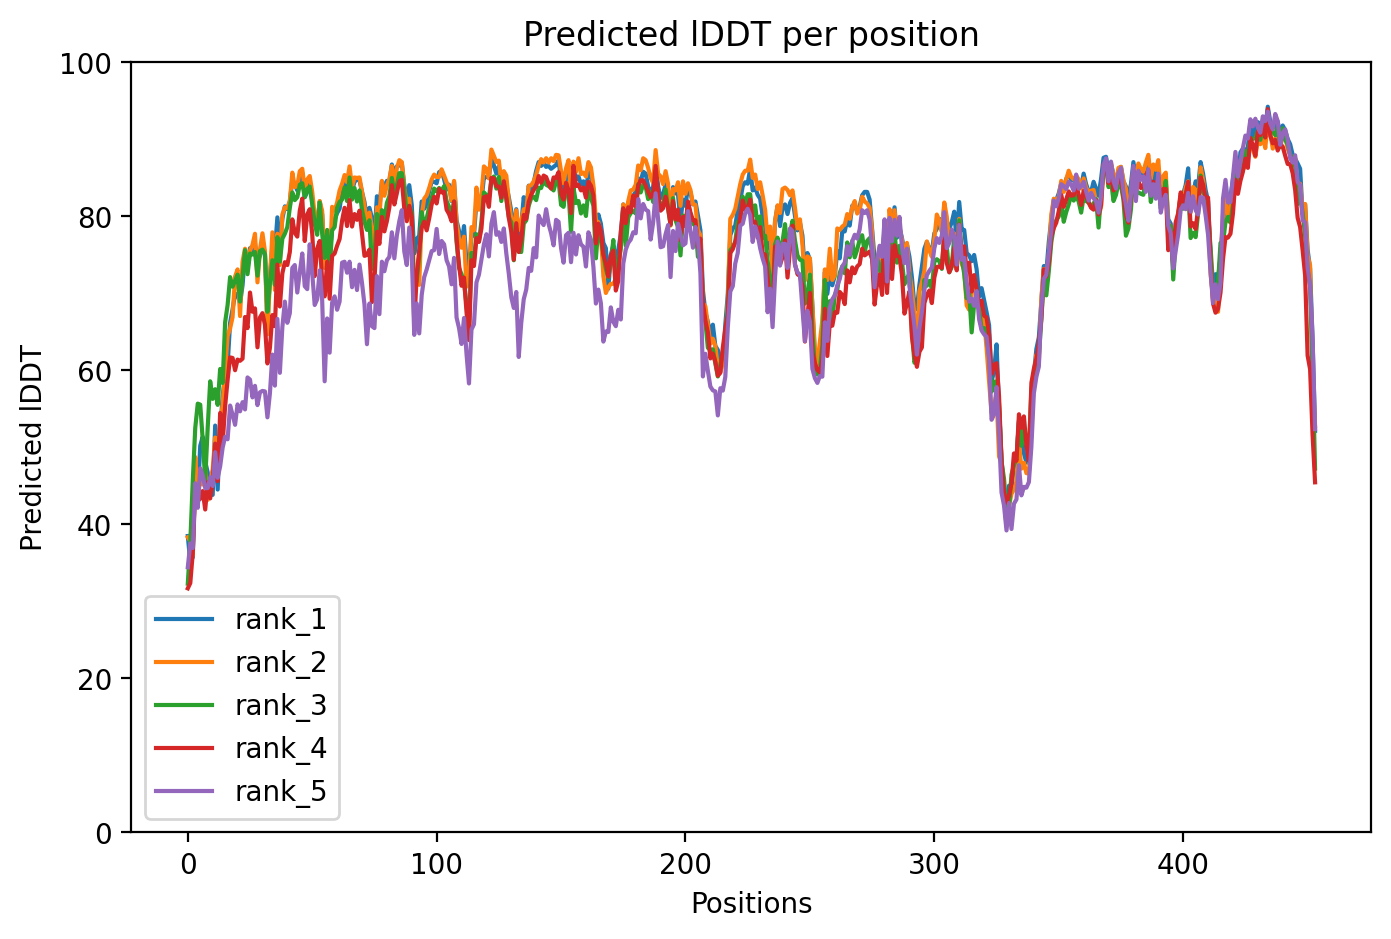 Predicted lDDT per position
Predicted lDDT
100
80
60
40
20
0
rank_1
rank_2
rank_3
rank_4
rank_5
0 100 200 300 400
Positions